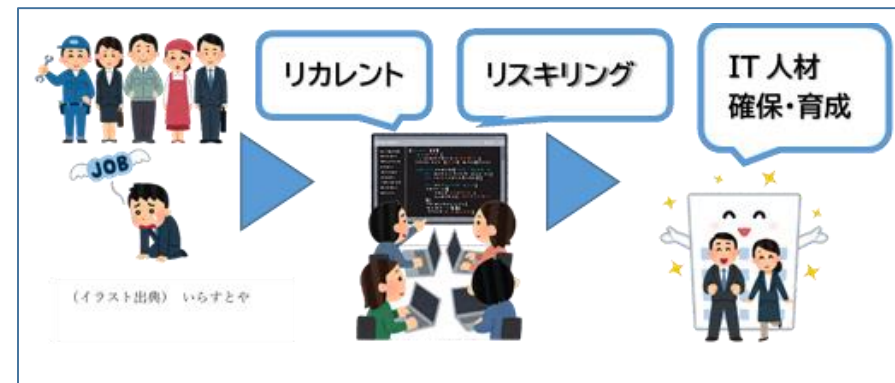 リカレント
リスキリング
IT 人材
確保・育成
JOB
（イラスト出典） いらすとや